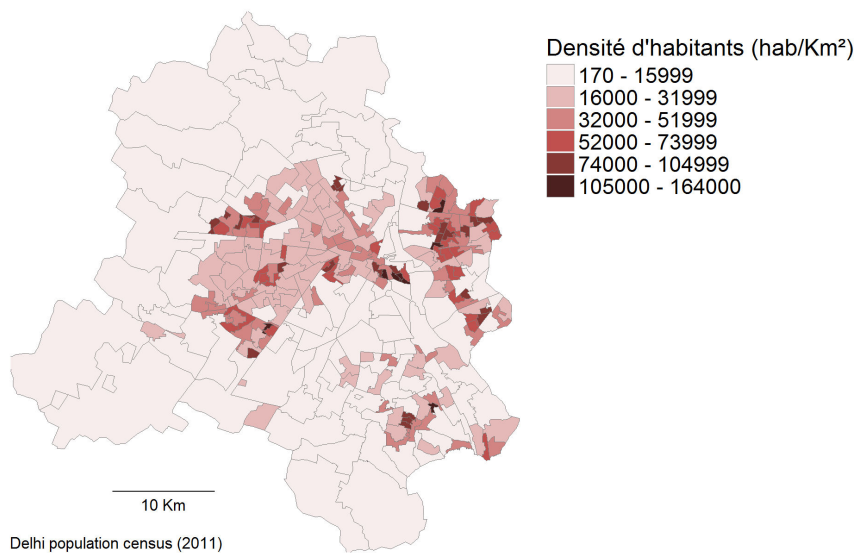 Densité d'habitants (hab/Km²)
170 - 15999
16000 - 31999
32000 - 51999
52000 - 73999
74000 - 104999
105000 - 164000
10 Km
Delhi population census (2011)